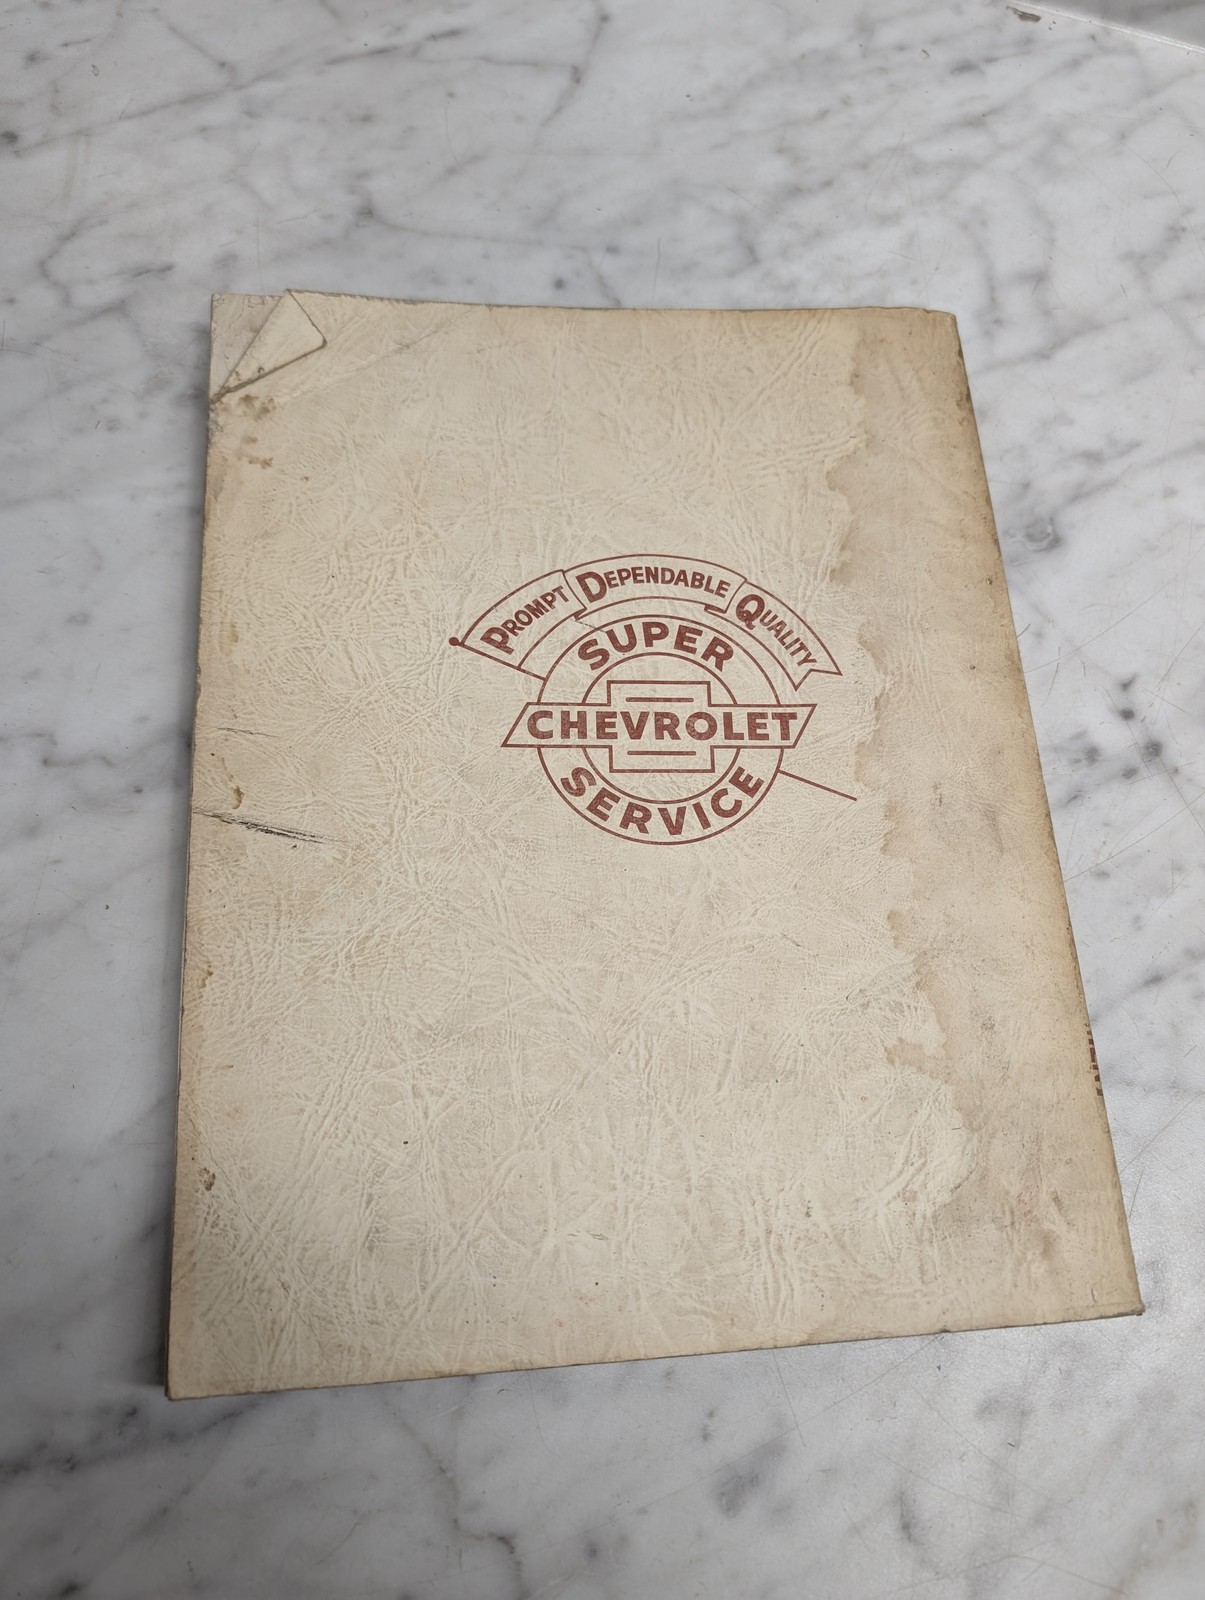 PROMPT DEPENDABLE QUALITY
SUPER
CHEVROLET
SERVICE